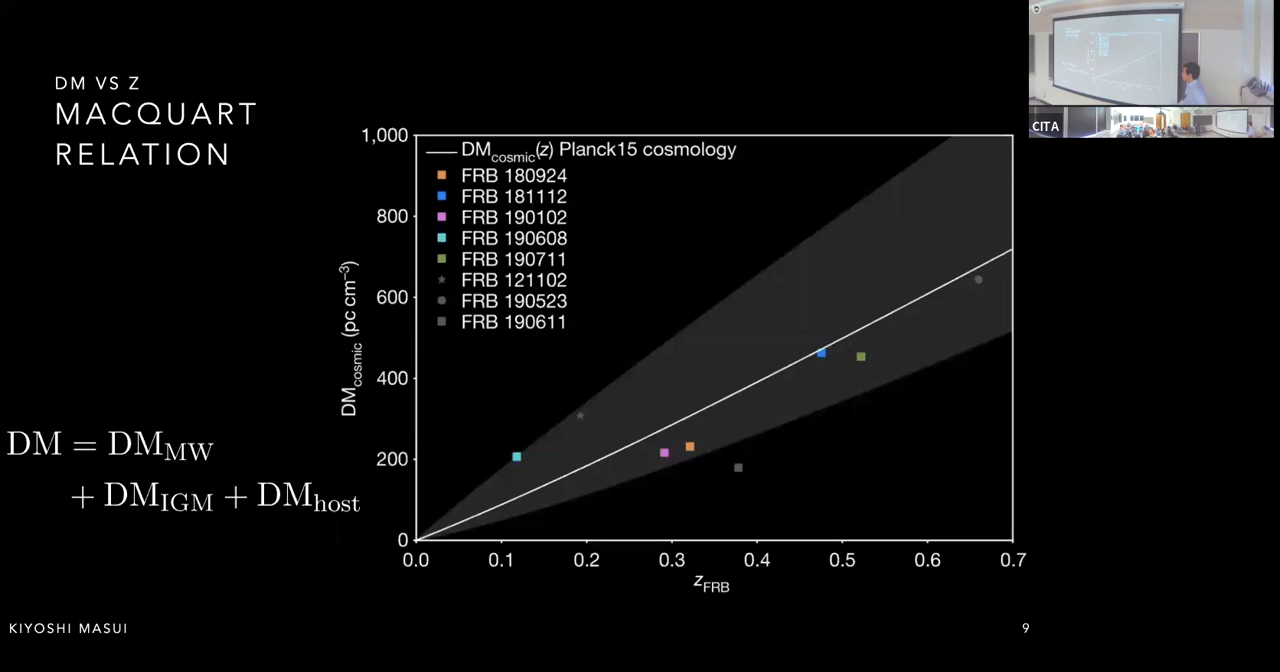 DM VS Z
MACQUART
RELATION
DM = DM_MW
+ DM_IGM + DM_host
1,000
800
600
400
200
0
DM_cosmic (pc cm⁻³)
DM_cosmic(z) Planck15 cosmology
FRB 180924
FRB 181112
FRB 190102
FRB 190608
FRB 190711
FRB 121102
FRB 190523
FRB 190611
0.0 0.1 0.2 0.3 0.4 0.5 0.6 0.7
z_FRB
KIYOSHI MASUI
9
CITA